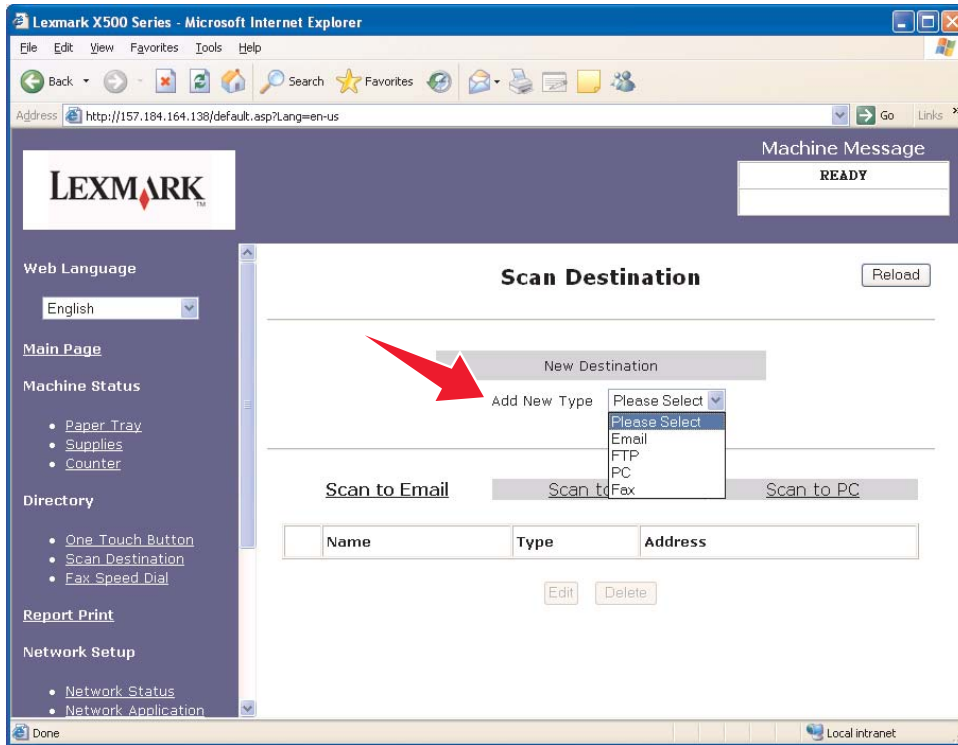 Lexmark X500 Series - Microsoft Internet Explorer
File Edit View Favorites Tools Help
Back Search Favorites
Address http://157.184.164.138/default.asp?Lang=en-us Go Links »
LEXMARK TM
Machine Message
READY
Web Language
English
Main Page
Machine Status
• Paper Tray
• Supplies
• Counter
Directory
• One Touch Button
• Scan Destination
• Fax Speed Dial
Report Print
Network Setup
• Network Status
• Network Application
Scan Destination
Reload
New Destination
Add New Type Please Select
Please Select
Email
FTP
PC
Fax
Scan to Email Scan to Scan to PC
Name Type Address
Edit Delete
Done Local intranet